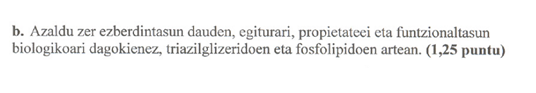 b. Azaldu zer ezberdintasun dauden, egiturari, propietateei eta funtzionaltasun
biologikoari dagokienez, triazilglizeridoen eta fosfolipidoen artean. (1,25 puntu)